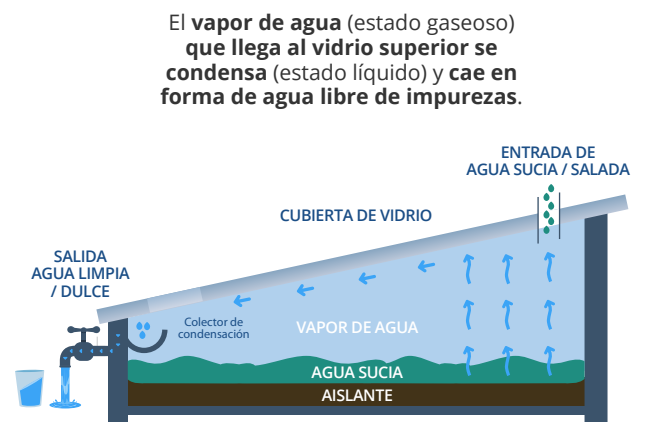 El vapor de agua (estado gaseoso)
que llega al vidrio superior se
condensa (estado líquido) y cae en
forma de agua libre de impurezas.
ENTRADA DE
AGUA SUCIA / SALADA
CUBIERTA DE VIDRIO
SALIDA
AGUA LIMPIA
/ DULCE
Colector de
condensación
VAPOR DE AGUA
AGUA SUCIA
AISLANTE